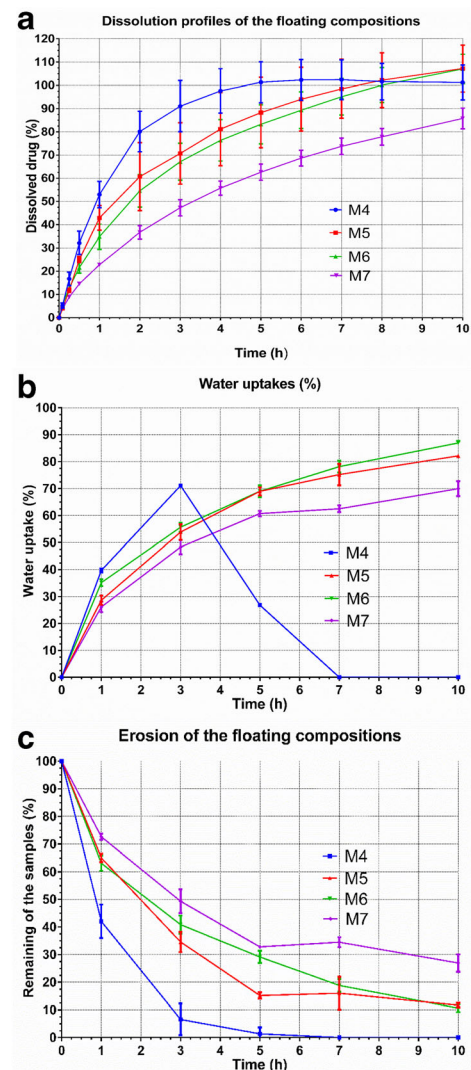 a
Dissolution profiles of the floating compositions
Dissolved drug (%)
120
110
100
90
80
70
60
50
40
30
20
10
0
M4
M5
M6
M7
0 1 2 3 4 5 6 7 8 9 10
Time (h)
b
Water uptakes (%)
Water uptake (%)
100
90
80
70
60
50
40
30
20
10
0
M4
M5
M6
M7
0 1 2 3 4 5 6 7 8 9 10
Time (h)
c
Erosion of the floating compositions
Remaining of the samples (%)
100
90
80
70
60
50
40
30
20
10
0
M4
M5
M6
M7
0 1 2 3 4 5 6 7 8 9 10
Time (h)